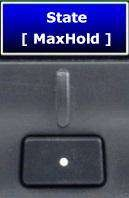 State
[ MaxHold ]